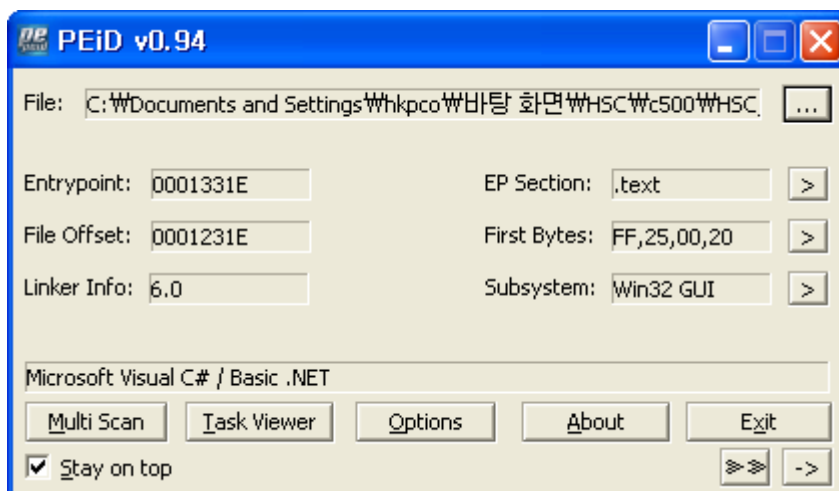 PEiD v0.94
File: C:₩Documents and Settings₩hkpco₩바탕 화면₩HSC₩c500₩HSC_ ...
Entrypoint: 0001331E EP Section: .text >
File Offset: 0001231E First Bytes: FF,25,00,20 >
Linker Info: 6.0 Subsystem: Win32 GUI >
Microsoft Visual C# / Basic .NET
Multi Scan Task Viewer Options About Exit
Stay on top >> ->